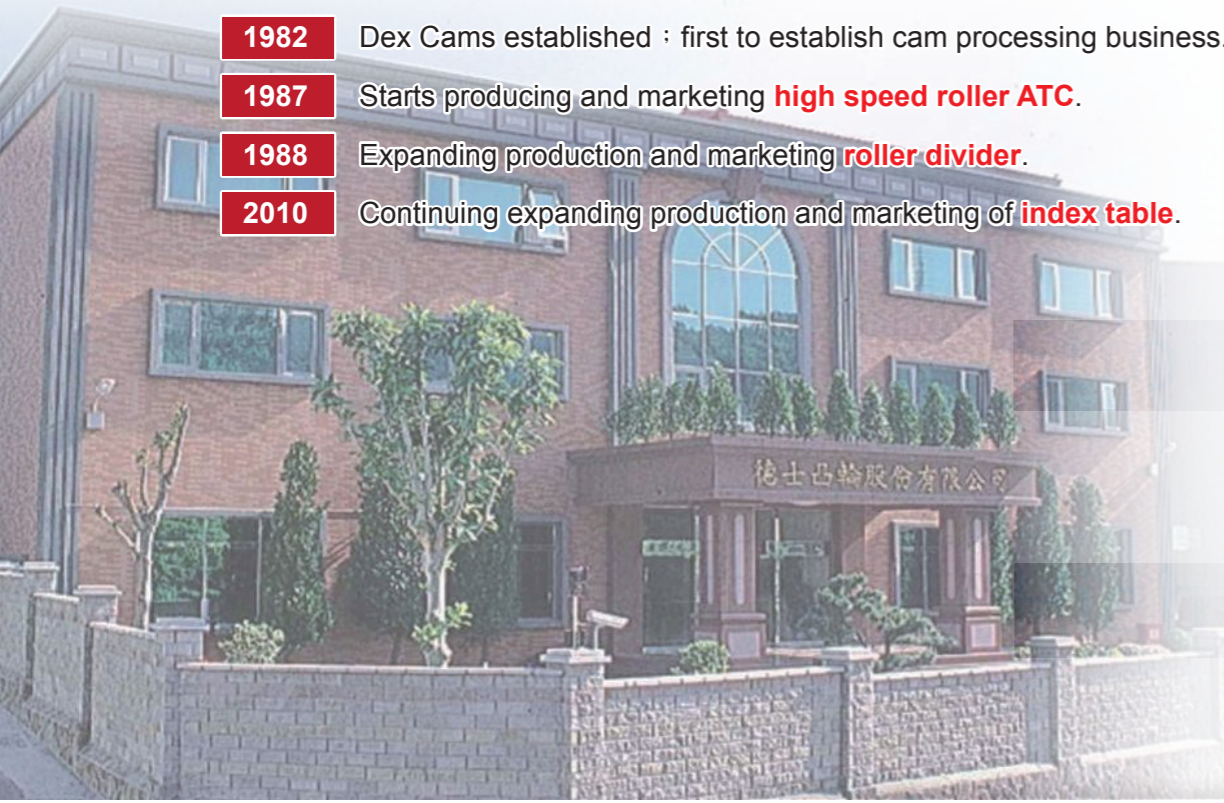 1982 Dex Cams established；first to establish cam processing business.
1987 Starts producing and marketing high speed roller ATC.
1988 Expanding production and marketing roller divider.
2010 Continuing expanding production and marketing of index table.
德士凸輪股份有限公司